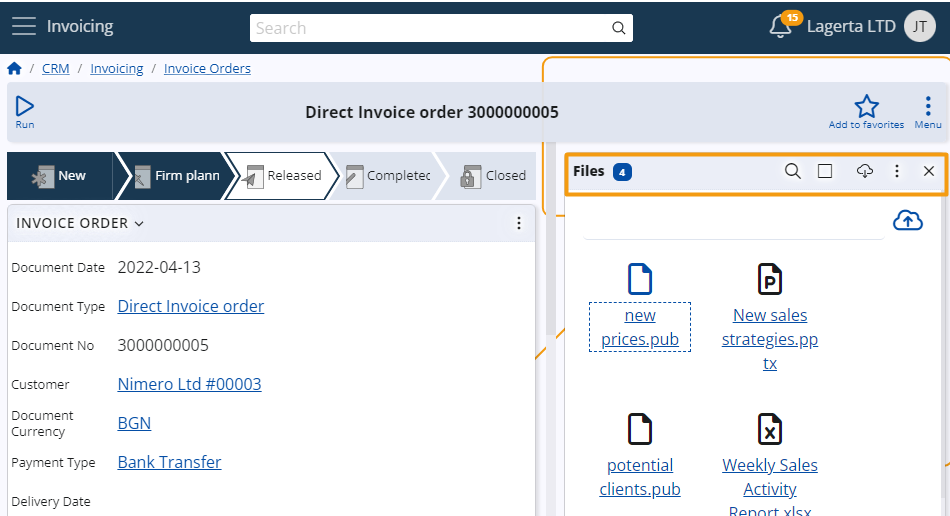 Invoicing
Search
15
Lagerta LTD
JT
/ CRM / Invoicing / Invoice Orders
Run
Direct Invoice order 3000000005
Add to favorites
Menu
New
Firm plann
Released
Completec
Closed
INVOICE ORDER
Document Date 2022-04-13
Document Type Direct Invoice order
Document No 3000000005
Customer Nimero Ltd #00003
Document
Currency
BGN
Payment Type Bank Transfer
Delivery Date
Files 4
new
prices.pub
New sales
strategies.pp
tx
potential
clients.pub
Weekly Sales
Activity
Report.xlsx